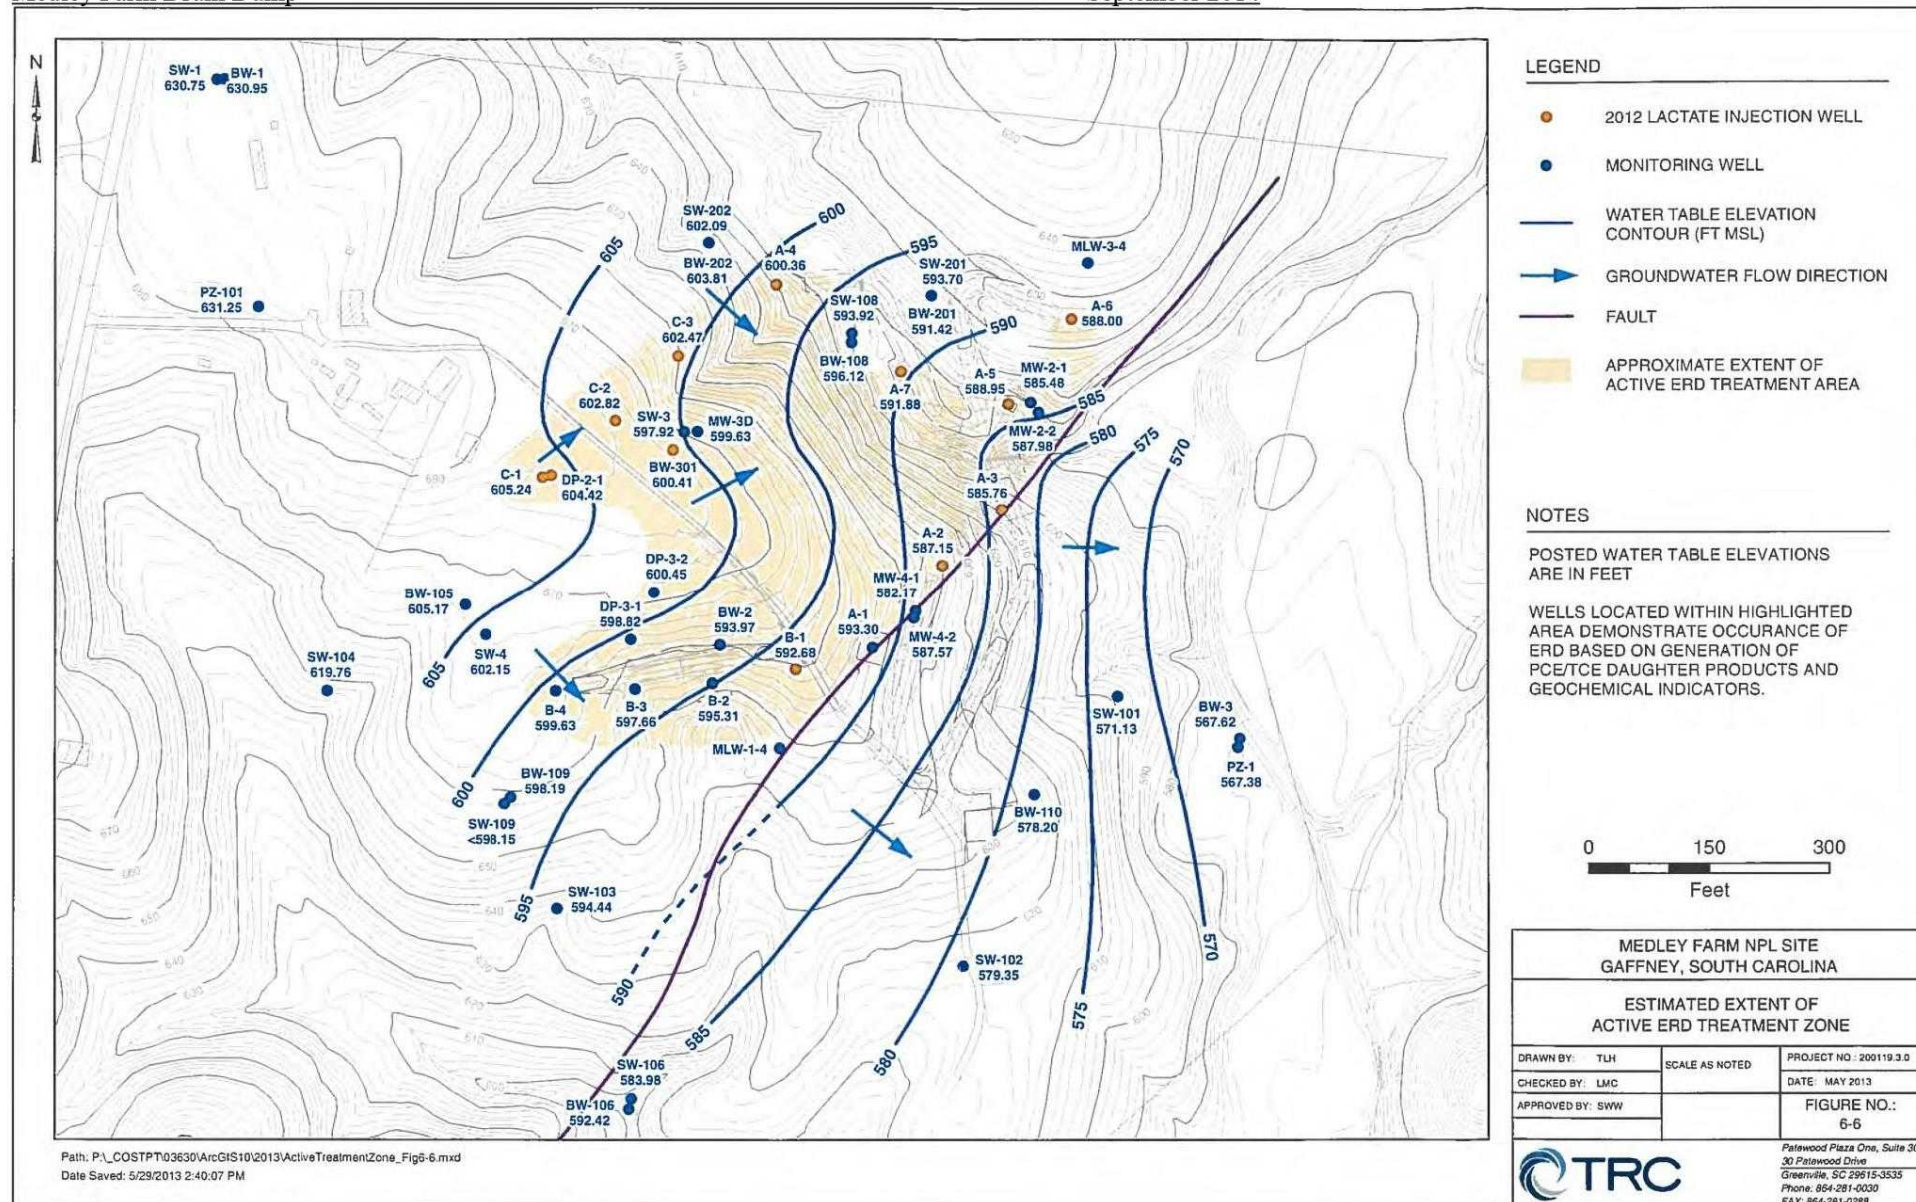 September 2014
N
SW-1
630.75
BW-1
630.95
PZ-101
631.25
SW-202
602.09
BW-202
603.81
A-4
600.36
600
605
595
SW-201
593.70
BW-201
591.42
590
MLW-3-4
A-6
588.00
SW-108
593.92
BW-108
596.12
C-3
602.47
C-2
602.82
SW-3
597.92
MW-3D
599.63
A-7
591.88
A-5
588.95
MW-2-1
585.48
585
MW-2-2
587.98
580
575
570
C-1
605.24
DP-2-1
604.42
BW-301
600.41
A-3
585.76
A-2
587.15
DP-3-2
600.45
BW-105
605.17
MW-4-1
582.17
DP-3-1
598.82
BW-2
593.97
B-1
592.68
A-1
593.30
MW-4-2
587.57
SW-4
602.15
605
SW-104
619.76
B-4
599.63
B-3
597.66
B-2
595.31
MLW-1-4
SW-101
571.13
BW-3
567.62
PZ-1
567.38
600
BW-109
598.19
SW-109
<598.15
BW-110
578.20
595
SW-103
594.44
SW-102
579.35
570
590
585
580
575
SW-106
583.98
BW-106
592.42
LEGEND
2012 LACTATE INJECTION WELL
MONITORING WELL
WATER TABLE ELEVATION
CONTOUR (FT MSL)
GROUNDWATER FLOW DIRECTION
FAULT
APPROXIMATE EXTENT OF
ACTIVE ERD TREATMENT AREA
NOTES
POSTED WATER TABLE ELEVATIONS
ARE IN FEET
WELLS LOCATED WITHIN HIGHLIGHTED
AREA DEMONSTRATE OCCURANCE OF
ERD BASED ON GENERATION OF
PCE/TCE DAUGHTER PRODUCTS AND
GEOCHEMICAL INDICATORS.
0 150 300
Feet
MEDLEY FARM NPL SITE
GAFFNEY, SOUTH CAROLINA
ESTIMATED EXTENT OF
ACTIVE ERD TREATMENT ZONE
DRAWN BY: TLH
SCALE AS NOTED
PROJECT NO.: 200119.3.0
CHECKED BY: LMC
DATE: MAY 2013
APPROVED BY: SWW
FIGURE NO.:
6-6
TRC
Patewood Plaza One, Suite 30
30 Patewood Drive
Greenville, SC 29615-3535
Phone: 864-281-0030
FAX: 864-281-0288
Path: P:\_COSTPT\03630\ArcGIS10\2013\ActiveTreatmentZone_Fig6-6.mxd
Date Saved: 5/29/2013 2:40:07 PM